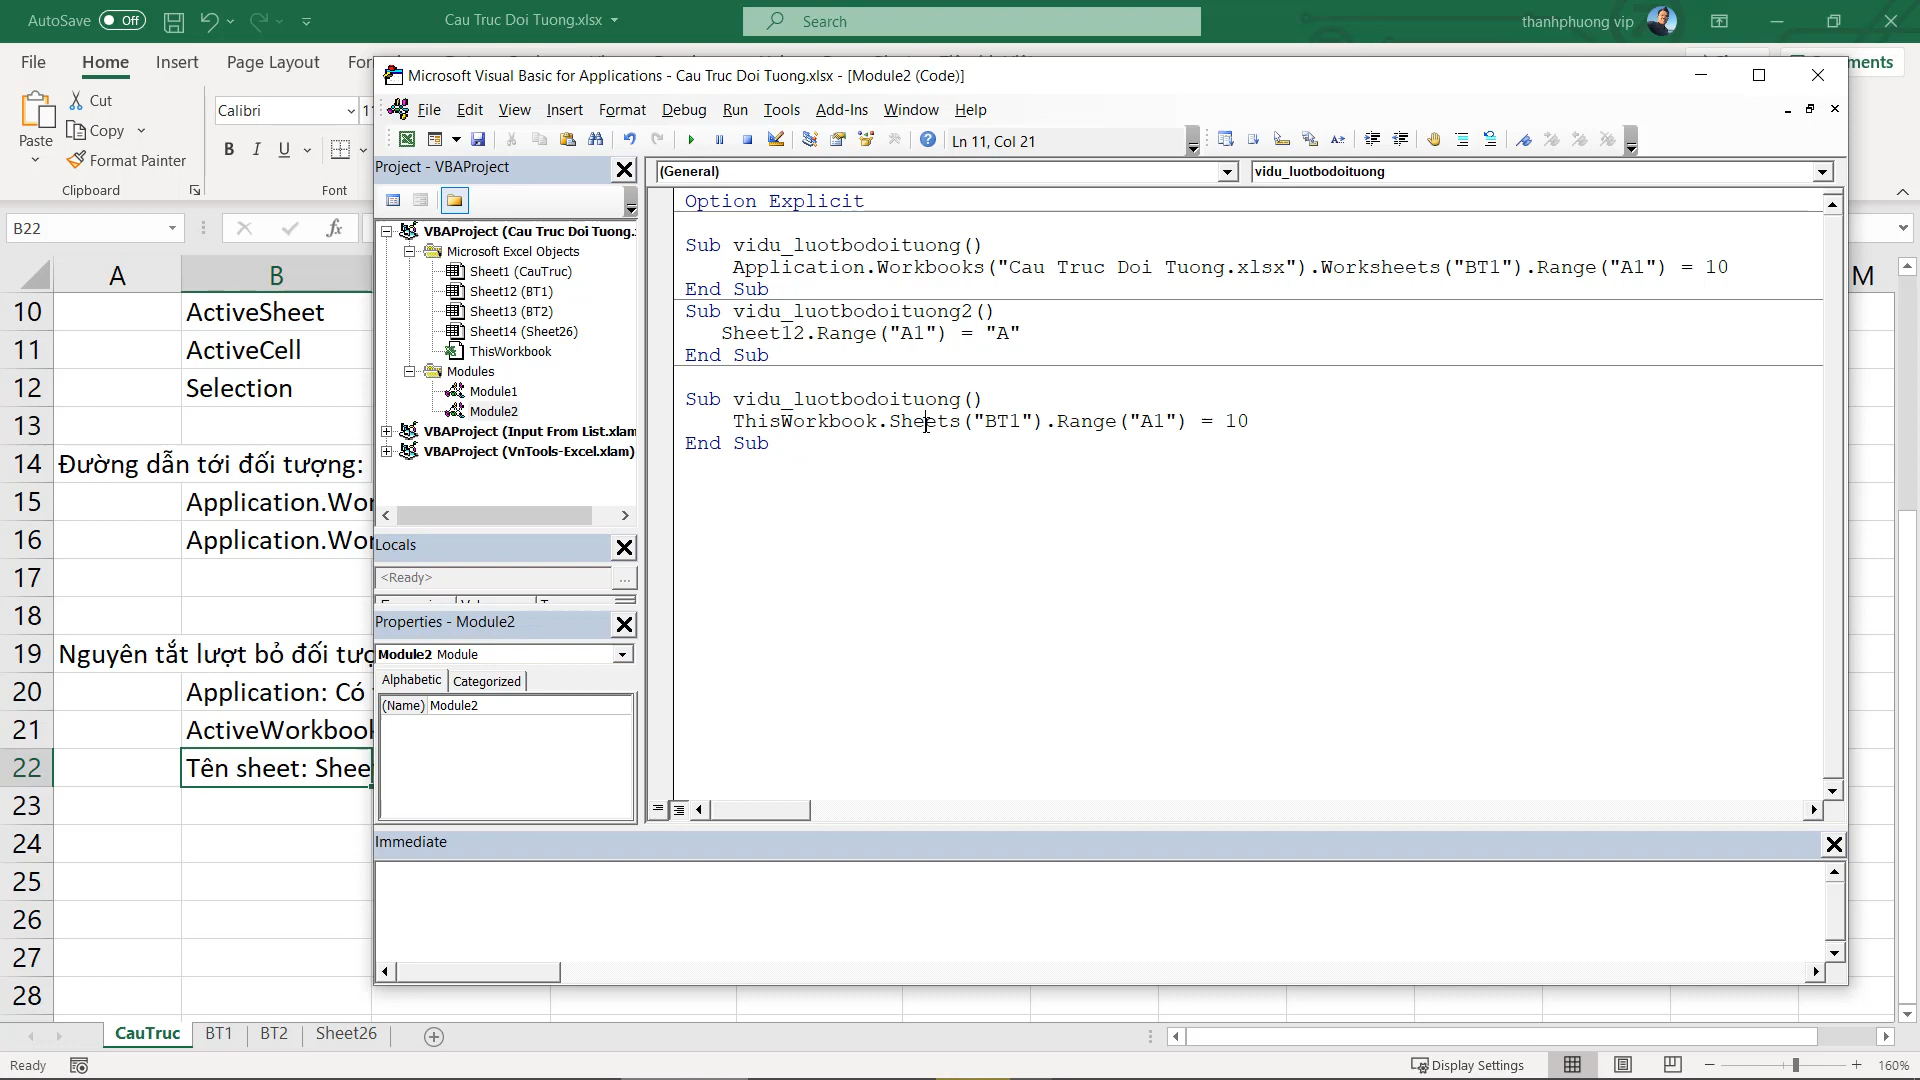 AutoSave Off
Cau Truc Doi Tuong.xlsx
Search
thanhphuong vip
File Home Insert Page Layout
Cut
Copy
Format Painter
Paste
Clipboard
Calibri
B I U
Font
B22
fx
Microsoft Visual Basic for Applications - Cau Truc Doi Tuong.xlsx - [Module2 (Code)]
File Edit View Insert Format Debug Run Tools Add-Ins Window Help
Ln 11, Col 21
Project - VBAProject
VBAProject (Cau Truc Doi Tuong.
Microsoft Excel Objects
Sheet1 (CauTruc)
Sheet12 (BT1)
Sheet13 (BT2)
Sheet14 (Sheet26)
ThisWorkbook
Modules
Module1
Module2
VBAProject (Input From List.xlam
VBAProject (VnTools-Excel.xlam)
Locals
<Ready>
...
Properties - Module2
Module2 Module
Alphabetic Categorized
(Name) Module2
(General)
vidu_luotbodoituong
Option Explicit
Sub vidu_luotbodoituong()
Application.Workbooks("Cau Truc Doi Tuong.xlsx").Worksheets("BT1").Range("A1") = 10
End Sub
Sub vidu_luotbodoituong2()
Sheet12.Range("A1") = "A"
End Sub
Sub vidu_luotbodoituong()
ThisWorkbook.Sheets("BT1").Range("A1") = 10
End Sub
Immediate
A B M
10 ActiveSheet
11 ActiveCell
12 Selection
13
14 Đường dẫn tới đối tượng:
15 Application.Wor
16 Application.Wor
17
18
19 Nguyên tắt lượt bỏ đối tượ
20 Application: Có
21 ActiveWorkbook
22 Tên sheet: Shee
23
24
25
26
27
28
CauTruc BT1 BT2 Sheet26
Ready
Display Settings
160%